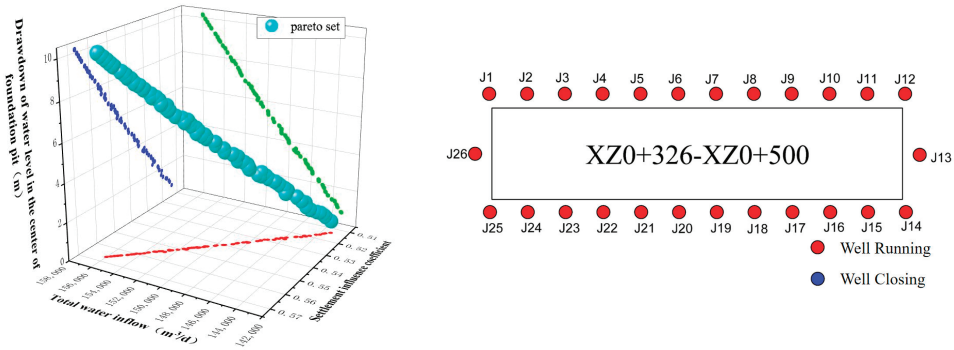 pareto set
Drawdown of water level in the center of
foundation pit (m)
10
8
6
4
2
0
158,000
156,000
154,000
152,000
150,000
148,000
146,000
144,000
142,000
Total water inflow (m³/d)
0.51
0.52
0.53
0.54
0.55
0.56
0.57
Settlement influence coefficient
J1 J2 J3 J4 J5 J6 J7 J8 J9 J10 J11 J12
J26 XZ0+326-XZ0+500 J13
J25 J24 J23 J22 J21 J20 J19 J18 J17 J16 J15 J14
Well Running
Well Closing